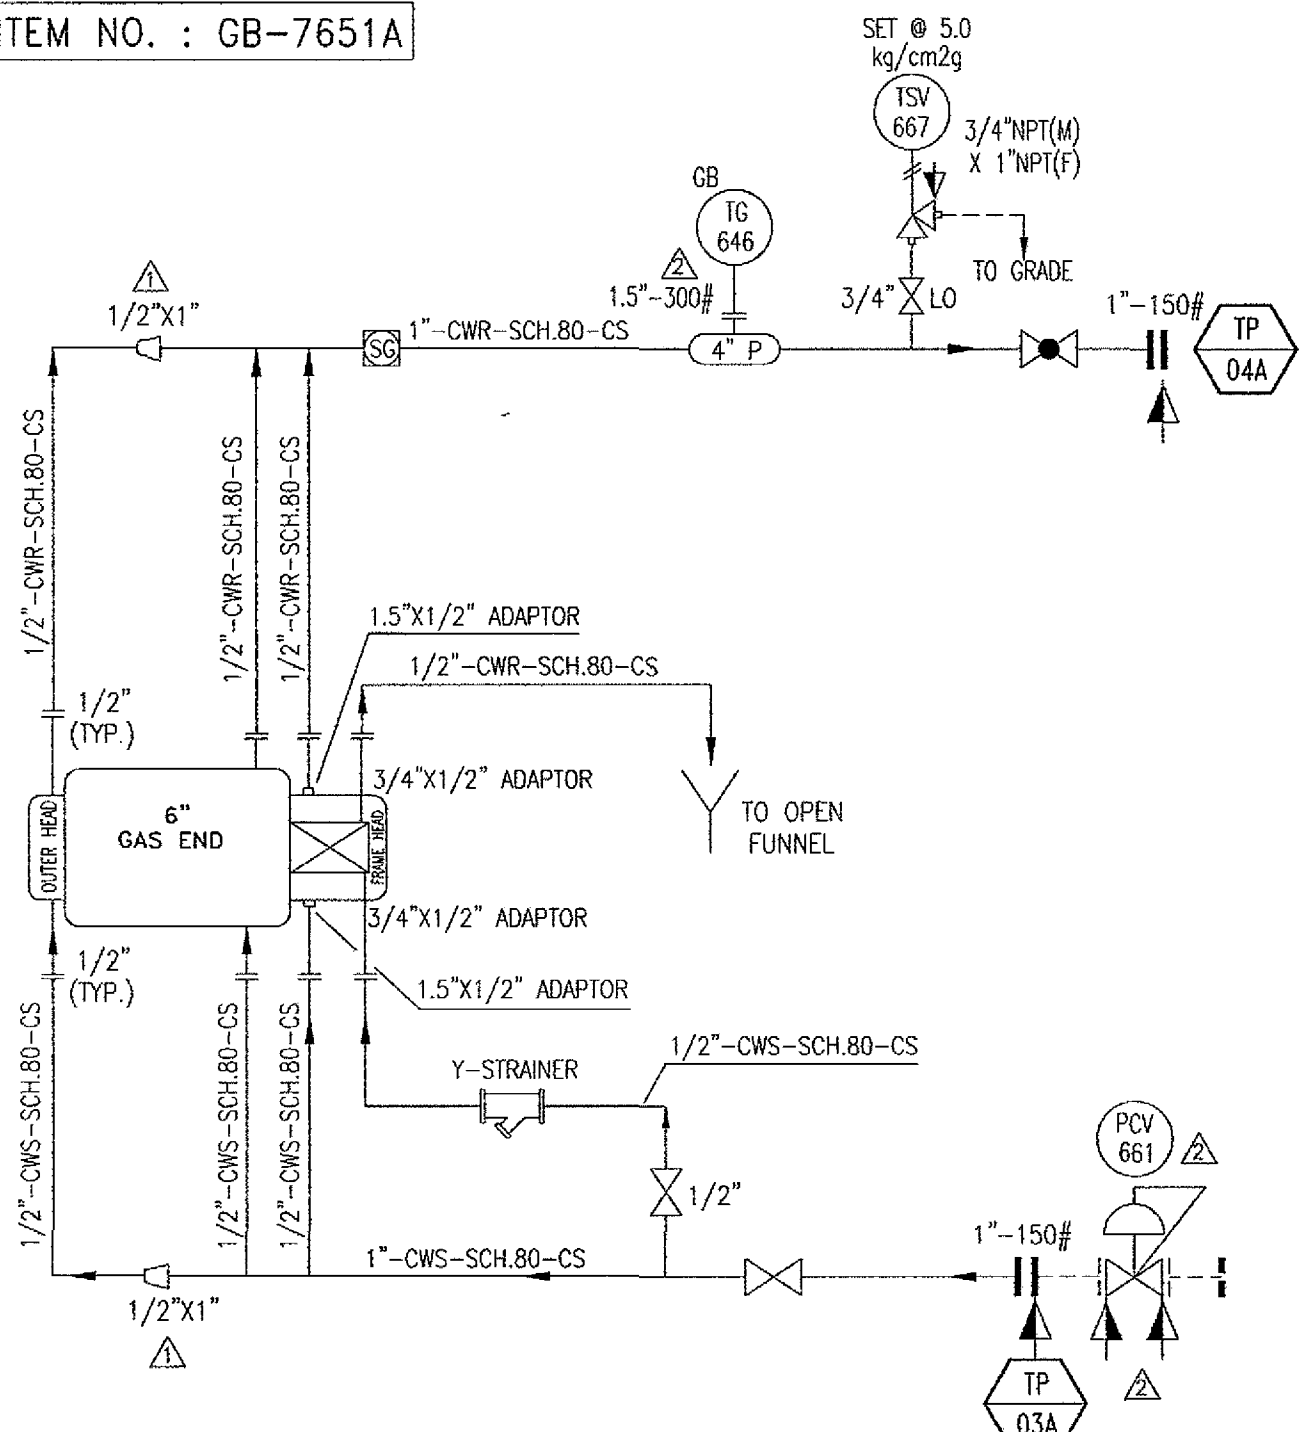 TEM NO. : GB-7651A
SET @ 5.0
kg/cm2g
TSV
667
3/4"NPT(M)
X 1"NPT(F)
GB
TG
646
2
1.5"-300#
3/4"
LO
TO GRADE
1
1/2"X1"
1"-CWR-SCH.80-CS
SG
4" P
1"-150#
TP
04A
1/2"-CWR-SCH.80-CS
1/2"-CWR-SCH.80-CS
1/2"-CWR-SCH.80-CS
1.5"X1/2" ADAPTOR
1/2"-CWR-SCH.80-CS
1/2"
(TYP.)
3/4"X1/2" ADAPTOR
OUTER HEAD
6"
GAS END
FRAME HEAD
TO OPEN
FUNNEL
3/4"X1/2" ADAPTOR
1/2"
(TYP.)
1.5"X1/2" ADAPTOR
1/2"-CWS-SCH.80-CS
1/2"-CWS-SCH.80-CS
1/2"-CWS-SCH.80-CS
Y-STRAINER
1/2"-CWS-SCH.80-CS
PCV
661
2
1/2"
1"-CWS-SCH.80-CS
1"-150#
1/2"X1"
1
2
TP
03A